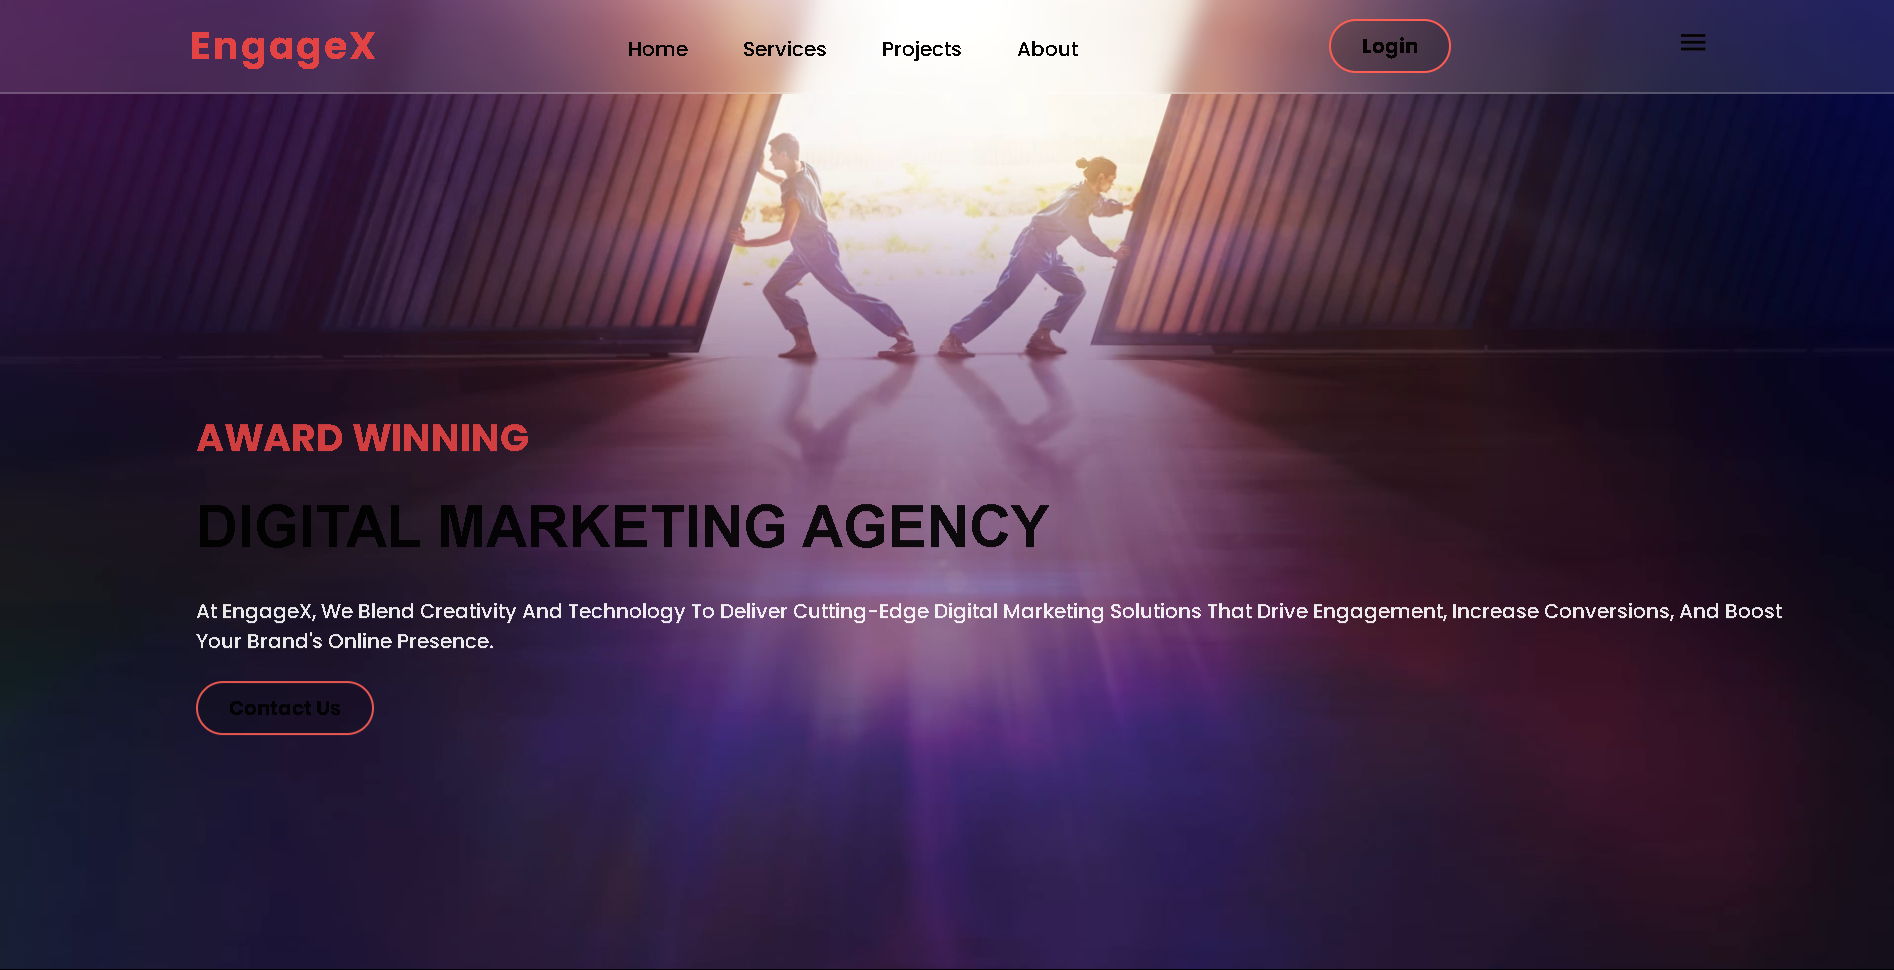 EngageX
Home Services Projects About
Login
AWARD WINNING
DIGITAL MARKETING AGENCY
At EngageX, We Blend Creativity And Technology To Deliver Cutting-Edge Digital Marketing Solutions That Drive Engagement, Increase Conversions, And Boost
Your Brand's Online Presence.
Contact Us